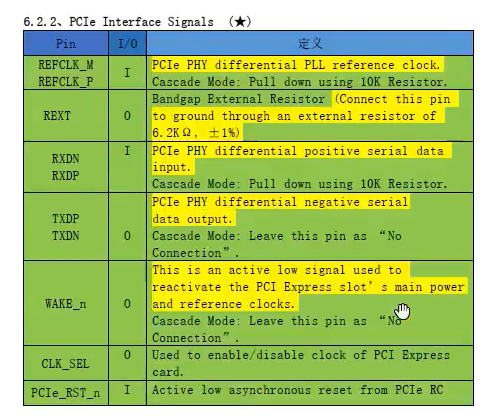 6.2.2、PCIe Interface Signals （★）
Pin I/O 定义
REFCLK_M
REFCLK_P
I
PCIe PHY differential PLL reference clock.
Cascade Mode: Pull down using 10K Resistor.
REXT
O
Bandgap External Resistor (Connect this pin
to ground through an external resistor of
6.2KΩ, ±1%)
RXDN
RXDP
I
PCIe PHY differential positive serial data
input.
Cascade Mode: Pull down using 10K Resistor.
TXDP
TXDN
O
PCIe PHY differential negative serial
data output.
Cascade Mode: Leave this pin as “No
Connection”.
WAKE_n
O
This is an active low signal used to
reactivate the PCI Express slot’s main power
and reference clocks.
Cascade Mode: Leave this pin as “No
Connection”.
CLK_SEL
O
Used to enable/disable clock of PCI Express
card.
PCIe_RST_n
I
Active low asynchronous reset from PCIe RC